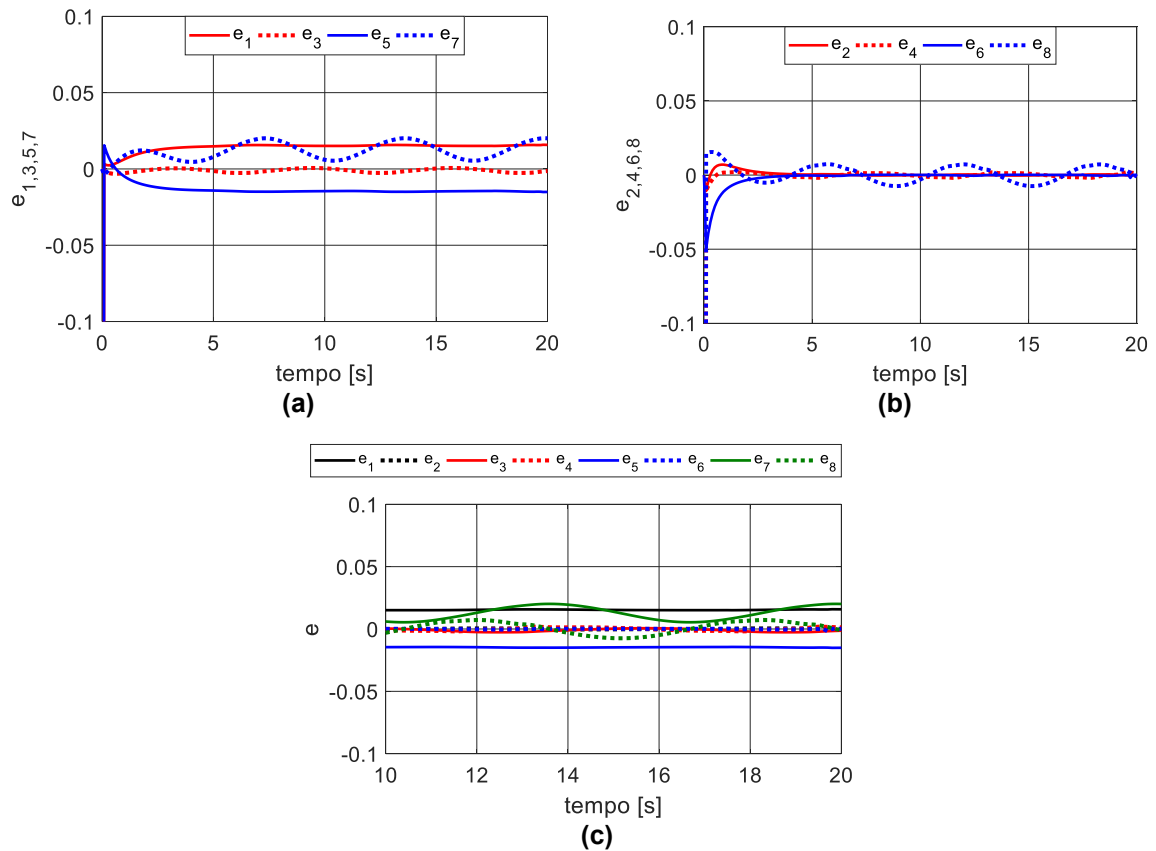 e1 e3 e5 e7
0.1
0.05
0
-0.05
-0.1
e1,3,5,7
0 5 10 15 20
tempo [s]
(a)
e2 e4 e6 e8
0.1
0.05
0
-0.05
-0.1
e2,4,6,8
0 5 10 15 20
tempo [s]
(b)
e1 e2 e3 e4 e5 e6 e7 e8
0.1
0.05
0
-0.05
-0.1
e
10 12 14 16 18 20
tempo [s]
(c)